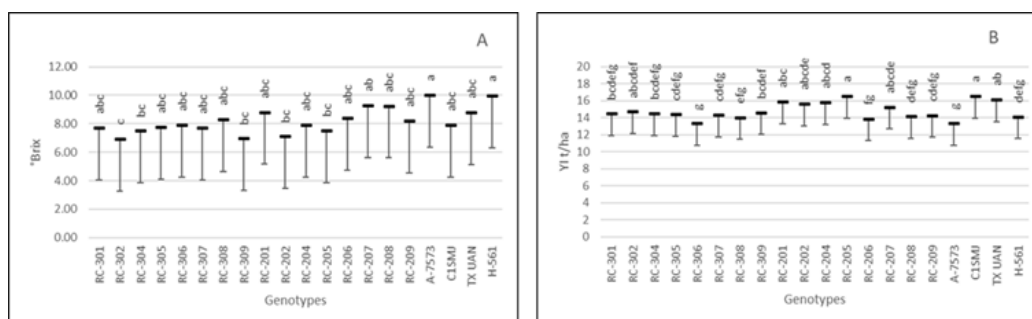 A
12.00
10.00
8.00
6.00
4.00
2.00
0.00
°Brix
abc c bc abc abc abc abc bc abc bc abc bc abc ab abc abc a abc abc a
RC-301
RC-302
RC-304
RC-305
RC-306
RC-307
RC-308
RC-309
RC-201
RC-202
RC-204
RC-205
RC-206
RC-207
RC-208
RC-209
A-7573
C1SMJ
TX UAN
H-561
Genotypes
B
20
18
16
14
12
10
8
6
4
2
0
YI t/ha
bcdefg abcdef bcdefg cdefg g cdefg efg bcdef abc abcde abcd a fg abcde defg cdefg g a ab defg
RC-301
RC-302
RC-304
RC-305
RC-306
RC-307
RC-308
RC-309
RC-201
RC-202
RC-204
RC-205
RC-206
RC-207
RC-208
RC-209
A-7573
C1SMJ
TX UAN
H-561
Genotypes